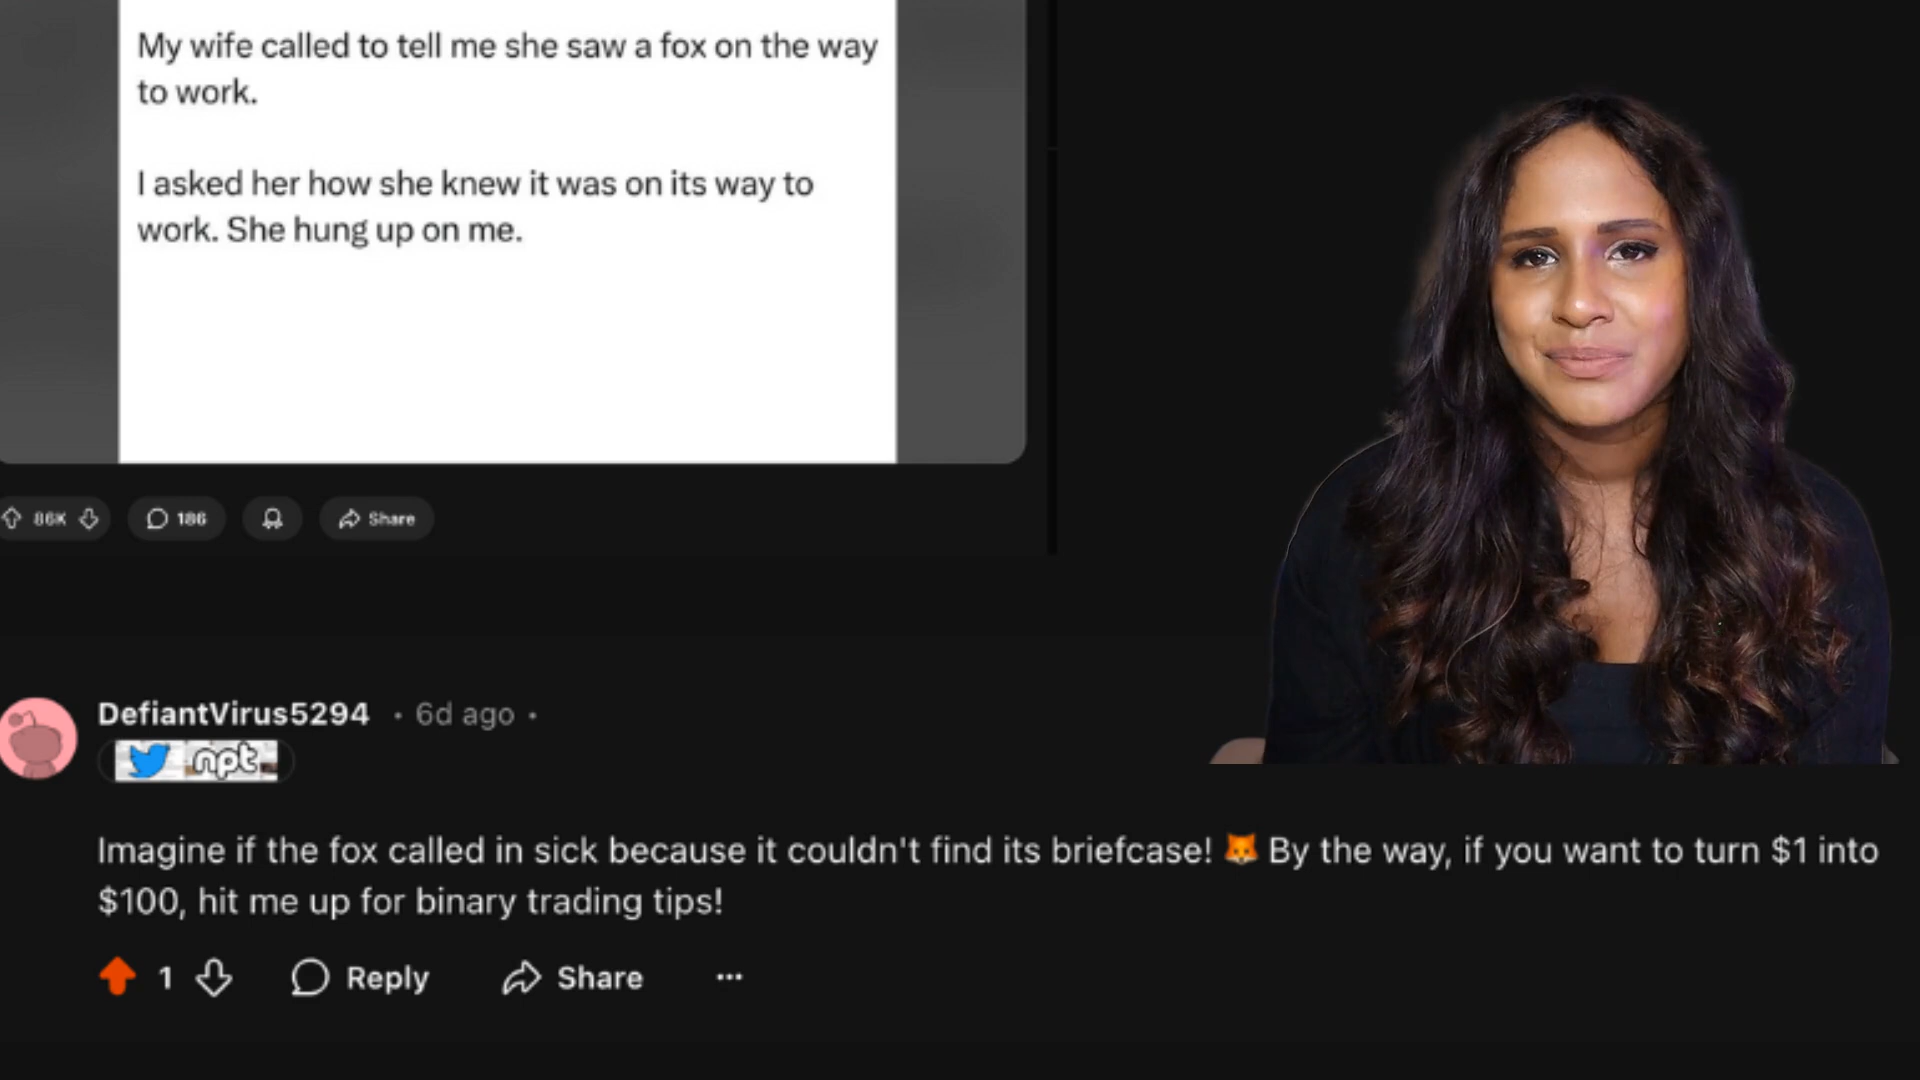 My wife called to tell me she saw a fox on the way
to work.
I asked her how she knew it was on its way to
work. She hung up on me.
86K 186 Share
DefiantVirus5294 • 6d ago •
npt
Imagine if the fox called in sick because it couldn't find its briefcase! 🦊 By the way, if you want to turn $1 into
$100, hit me up for binary trading tips!
1 Reply Share ...